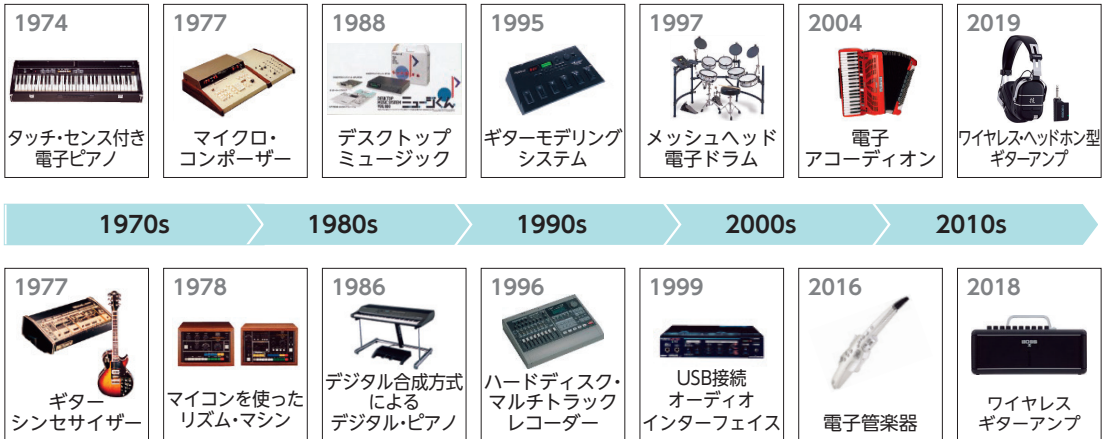 1974
タッチ・センス付き
電子ピアノ
1977
マイクロ・
コンポーザー
1988
ミュージくん
デスクトップ
ミュージック
1995
ギターモデリング
システム
1997
メッシュヘッド
電子ドラム
2004
電子
アコーディオン
2019
ワイヤレス・ヘッドホン型
ギターアンプ
1970s
1980s
1990s
2000s
2010s
1977
ギター
シンセサイザー
1978
マイコンを使った
リズム・マシン
1986
デジタル合成方式
による
デジタル・ピアノ
1996
ハードディスク・
マルチトラック
レコーダー
1999
USB接続
オーディオ
インターフェイス
2016
電子管楽器
2018
BOSS
ワイヤレス
ギターアンプ